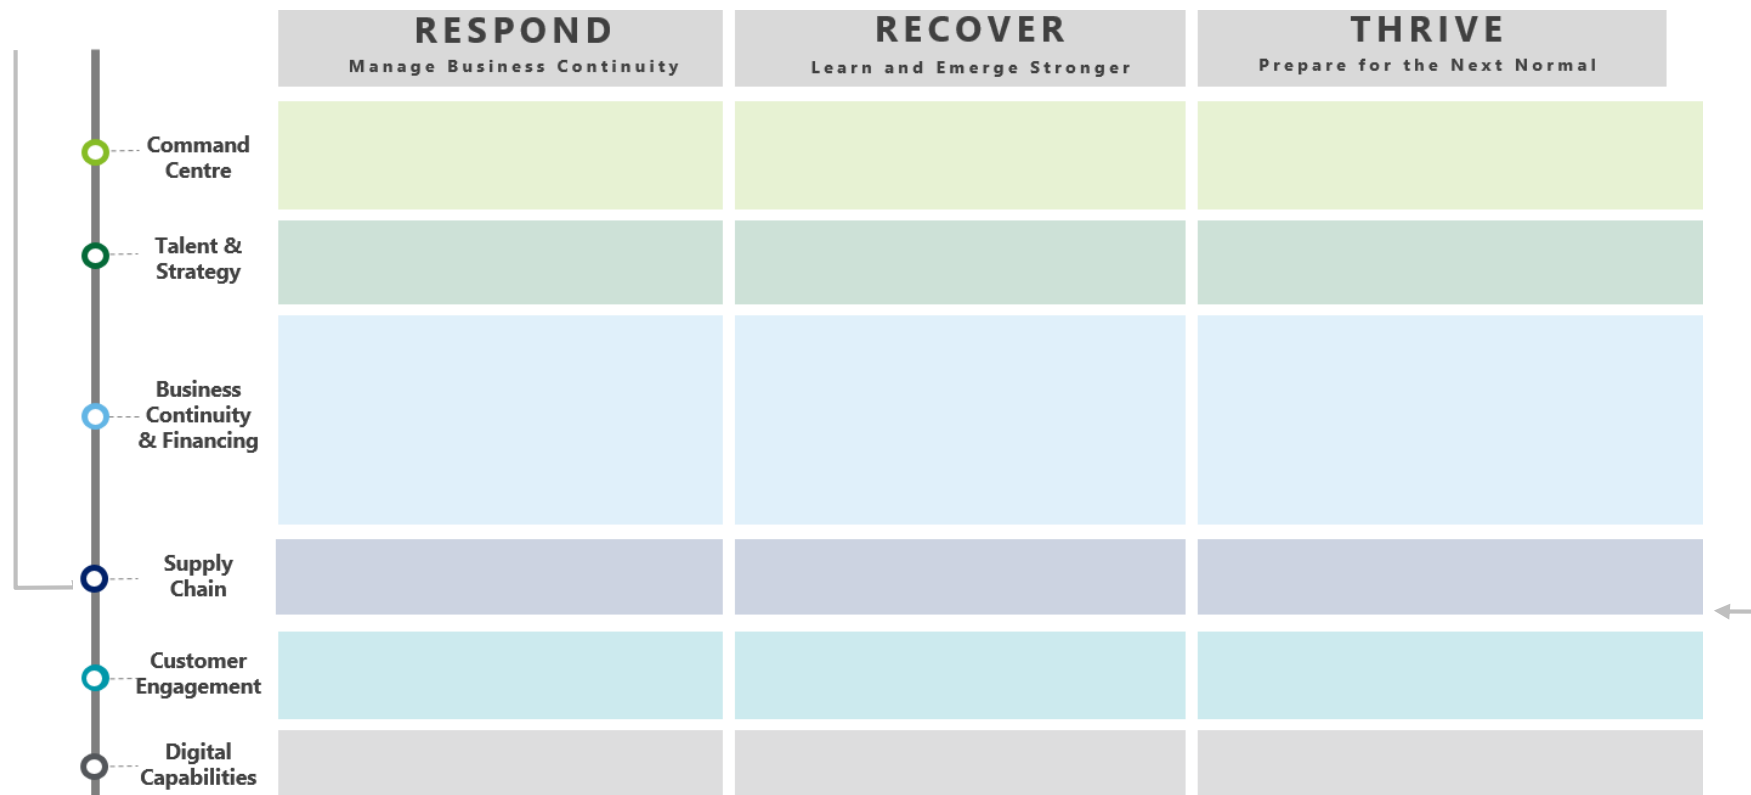 RESPOND
Manage Business Continuity
RECOVER
Learn and Emerge Stronger
THRIVE
Prepare for the Next Normal
Command
Centre
Talent &
Strategy
Business
Continuity
& Financing
Supply
Chain
Customer
Engagement
Digital
Capabilities